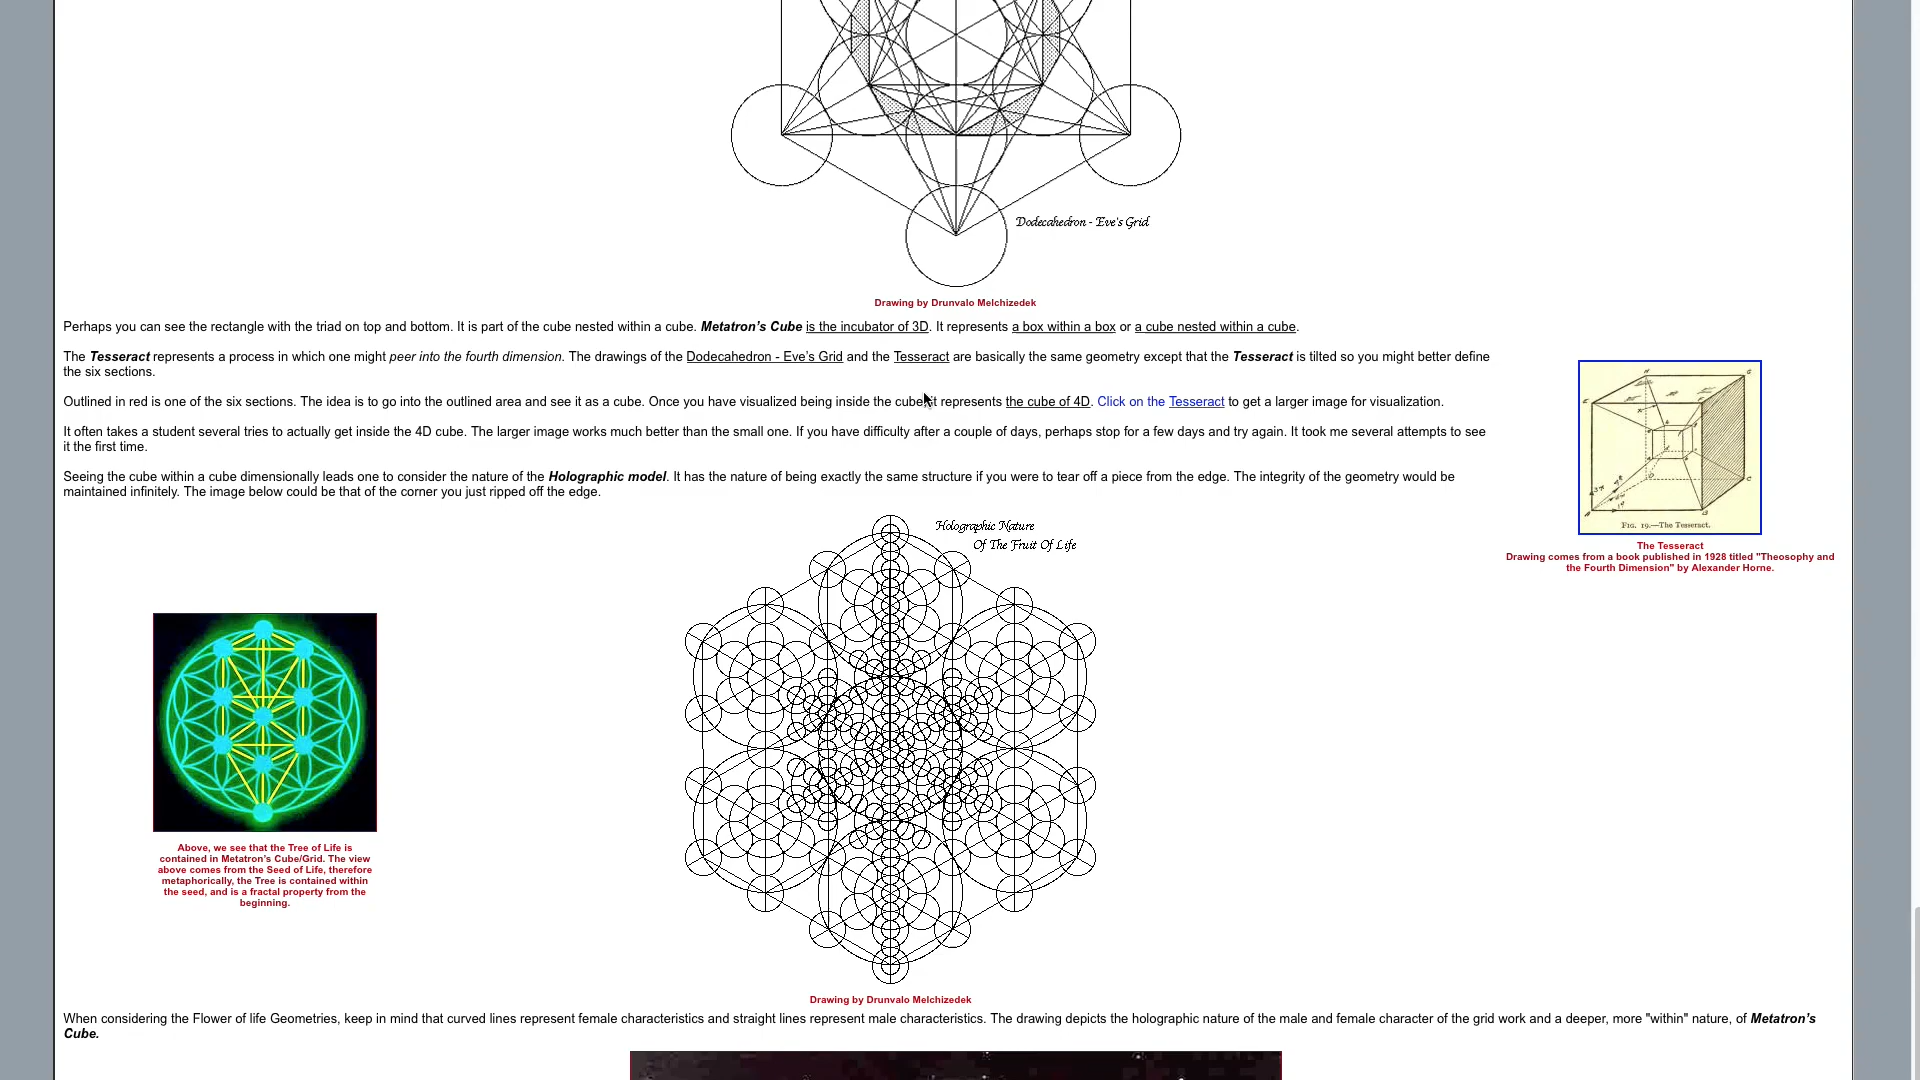 Dodecahedron - Eve's Grid
Drawing by Drunvalo Melchizedek
Perhaps you can see the rectangle with the triad on top and bottom. It is part of the cube nested within a cube. Metatron's Cube is the incubator of 3D. It represents a box within a box or a cube nested within a cube.
The Tesseract represents a process in which one might peer into the fourth dimension. The drawings of the Dodecahedron - Eve's Grid and the Tesseract are basically the same geometry except that the Tesseract is tilted so you might better define
the six sections.
Outlined in red is one of the six sections. The idea is to go into the outlined area and see it as a cube. Once you have visualized being inside the cube it represents the cube of 4D. Click on the Tesseract to get a larger image for visualization.
It often takes a student several tries to actually get inside the 4D cube. The larger image works much better than the small one. If you have difficulty after a couple of days, perhaps stop for a few days and try again. It took me several attempts to see
it the first time.
Seeing the cube within a cube dimensionally leads one to consider the nature of the Holographic model. It has the nature of being exactly the same structure if you were to tear off a piece from the edge. The integrity of the geometry would be
maintained infinitely. The image below could be that of the corner you just ripped off the edge.
Fig. 19.—The Tesseract.
The Tesseract
Drawing comes from a book published in 1928 titled "Theosophy and
the Fourth Dimension" by Alexander Horne.
Holographic Nature
Of The Fruit Of Life
Above, we see that the Tree of Life is
contained in Metatron's Cube/Grid. The view
above comes from the Seed of Life, therefore
metaphorically, the Tree is contained within
the seed, and is a fractal property from the
beginning.
Drawing by Drunvalo Melchizedek
When considering the Flower of life Geometries, keep in mind that curved lines represent female characteristics and straight lines represent male characteristics. The drawing depicts the holographic nature of the male and female character of the grid work and a deeper, more "within" nature, of Metatron's
Cube.